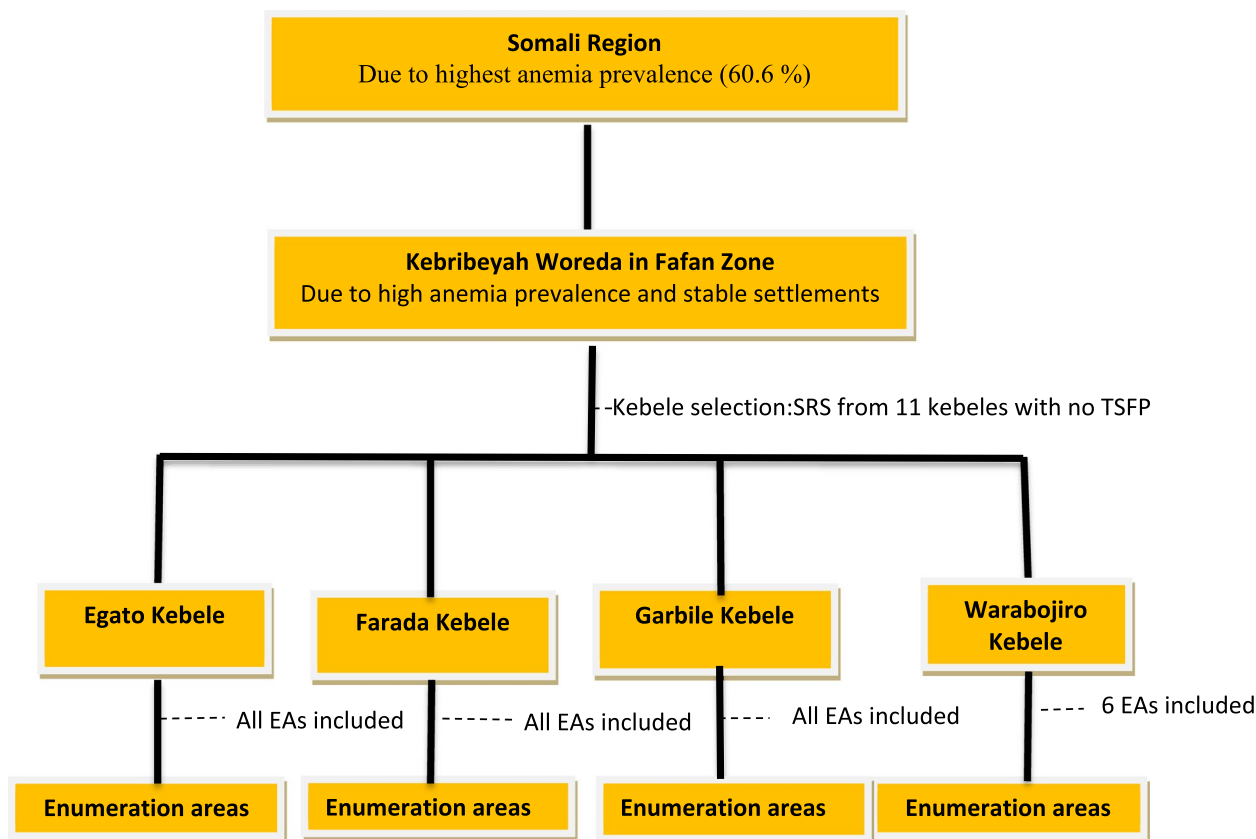 Somali Region
Due to highest anemia prevalence (60.6 %)
Kebribeyah Woreda in Fafan Zone
Due to high anemia prevalence and stable settlements
Kebele selection:SRS from 11 kebeles with no TSFP
Egato Kebele
Farada Kebele
Garbile Kebele
Warabojiro
Kebele
All EAs included
All EAs included
All EAs included
6 EAs included
Enumeration areas
Enumeration areas
Enumeration areas
Enumeration areas